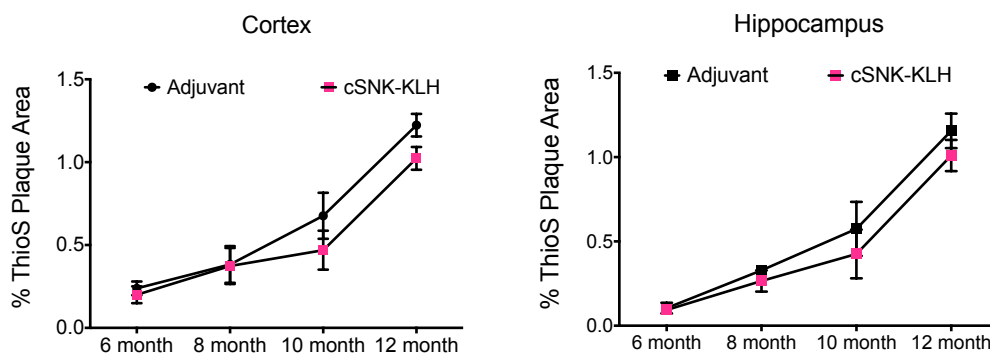 Cortex
Adjuvant
cSNK-KLH
% ThioS Plaque Area
1.5
1.0
0.5
0.0
6 month 8 month 10 month 12 month
Hippocampus
Adjuvant
cSNK-KLH
% ThioS Plaque Area
1.5
1.0
0.5
0.0
6 month 8 month 10 month 12 month